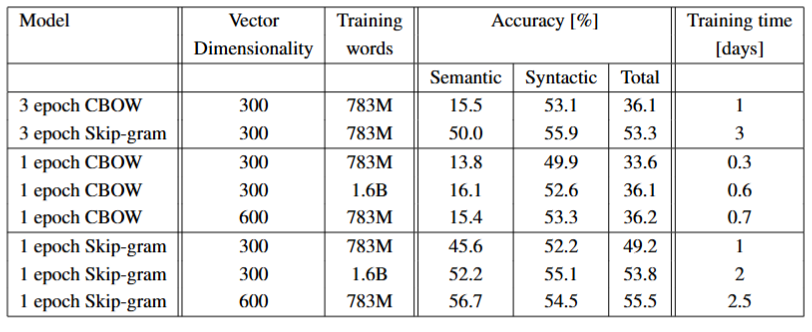 Model Vector Training Accuracy [%] Training time
Dimensionality words [days]
Semantic Syntactic Total
3 epoch CBOW 300 783M 15.5 53.1 36.1 1
3 epoch Skip-gram 300 783M 50.0 55.9 53.3 3
1 epoch CBOW 300 783M 13.8 49.9 33.6 0.3
1 epoch CBOW 300 1.6B 16.1 52.6 36.1 0.6
1 epoch CBOW 600 783M 15.4 53.3 36.2 0.7
1 epoch Skip-gram 300 783M 45.6 52.2 49.2 1
1 epoch Skip-gram 300 1.6B 52.2 55.1 53.8 2
1 epoch Skip-gram 600 783M 56.7 54.5 55.5 2.5